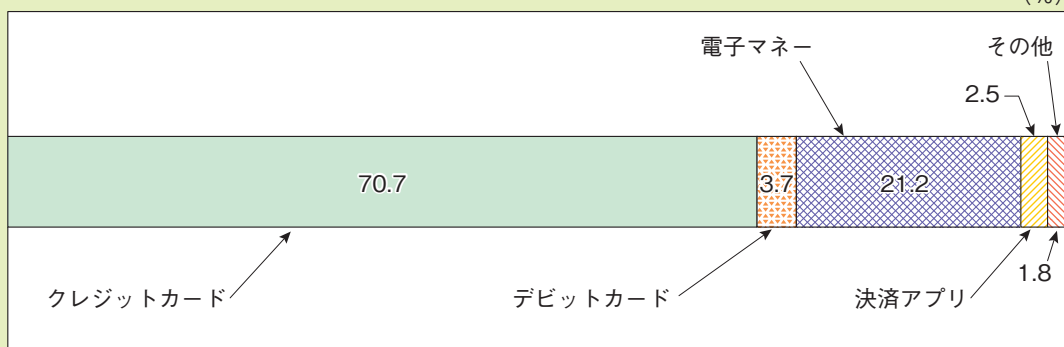 (%)
電子マネー
その他
2.5
70.7
3.7
21.2
1.8
クレジットカード
デビットカード
決済アプリ